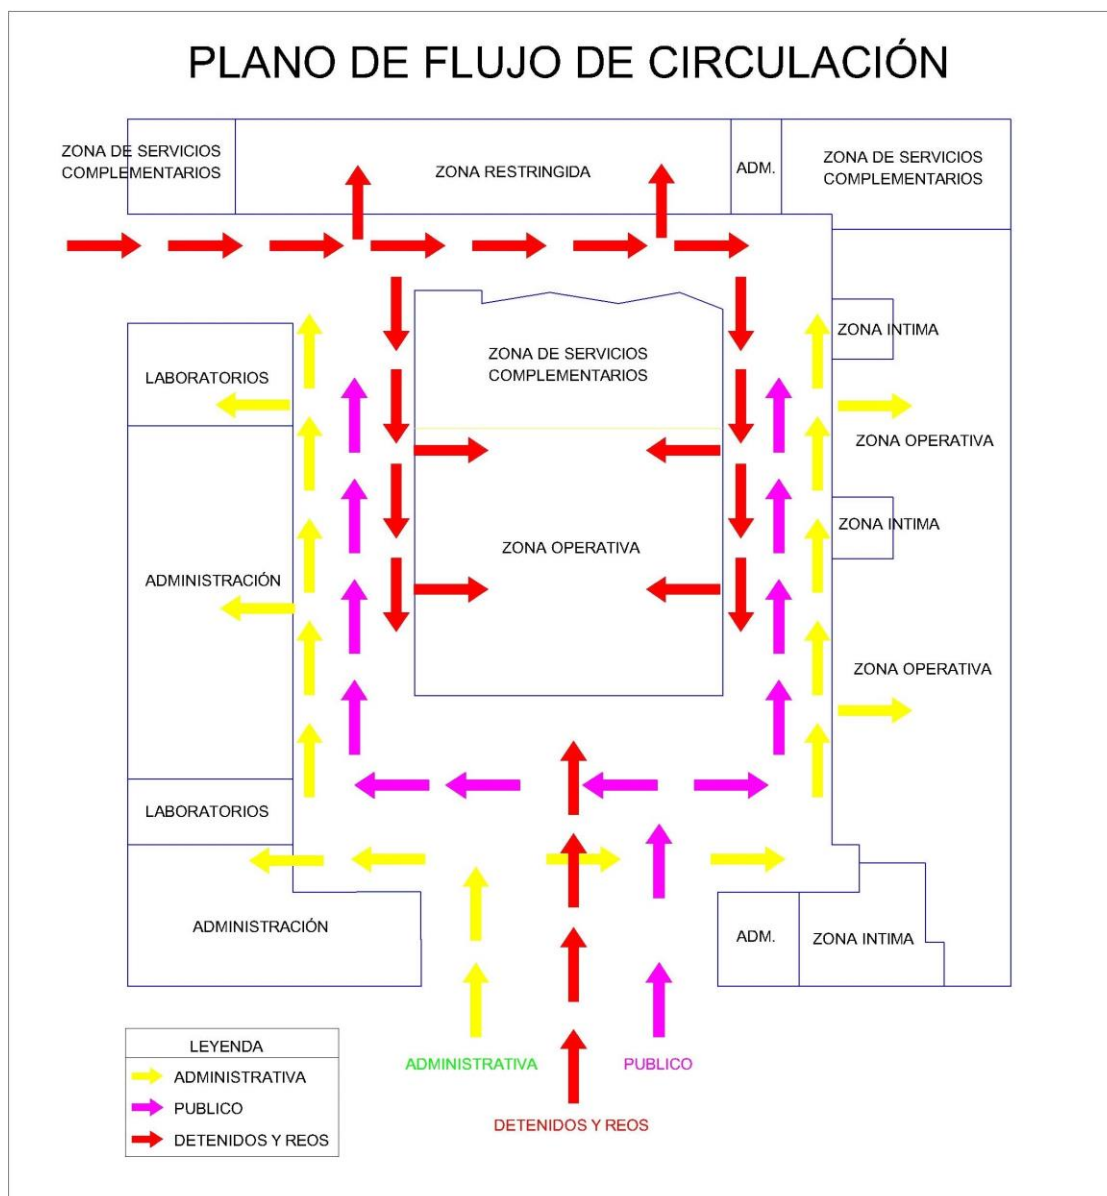 PLANO DE FLUJO DE CIRCULACIÓN
ZONA DE SERVICIOS
COMPLEMENTARIOS
ZONA RESTRINGIDA
ADM.
ZONA DE SERVICIOS
COMPLEMENTARIOS
ZONA INTIMA
ZONA DE SERVICIOS
COMPLEMENTARIOS
LABORATORIOS
ZONA OPERATIVA
ZONA INTIMA
ZONA OPERATIVA
ADMINISTRACIÓN
ZONA OPERATIVA
LABORATORIOS
ADMINISTRACIÓN
ADM.
ZONA INTIMA
LEYENDA
ADMINISTRATIVA
PUBLICO
DETENIDOS Y REOS
ADMINISTRATIVA
PUBLICO
DETENIDOS Y REOS